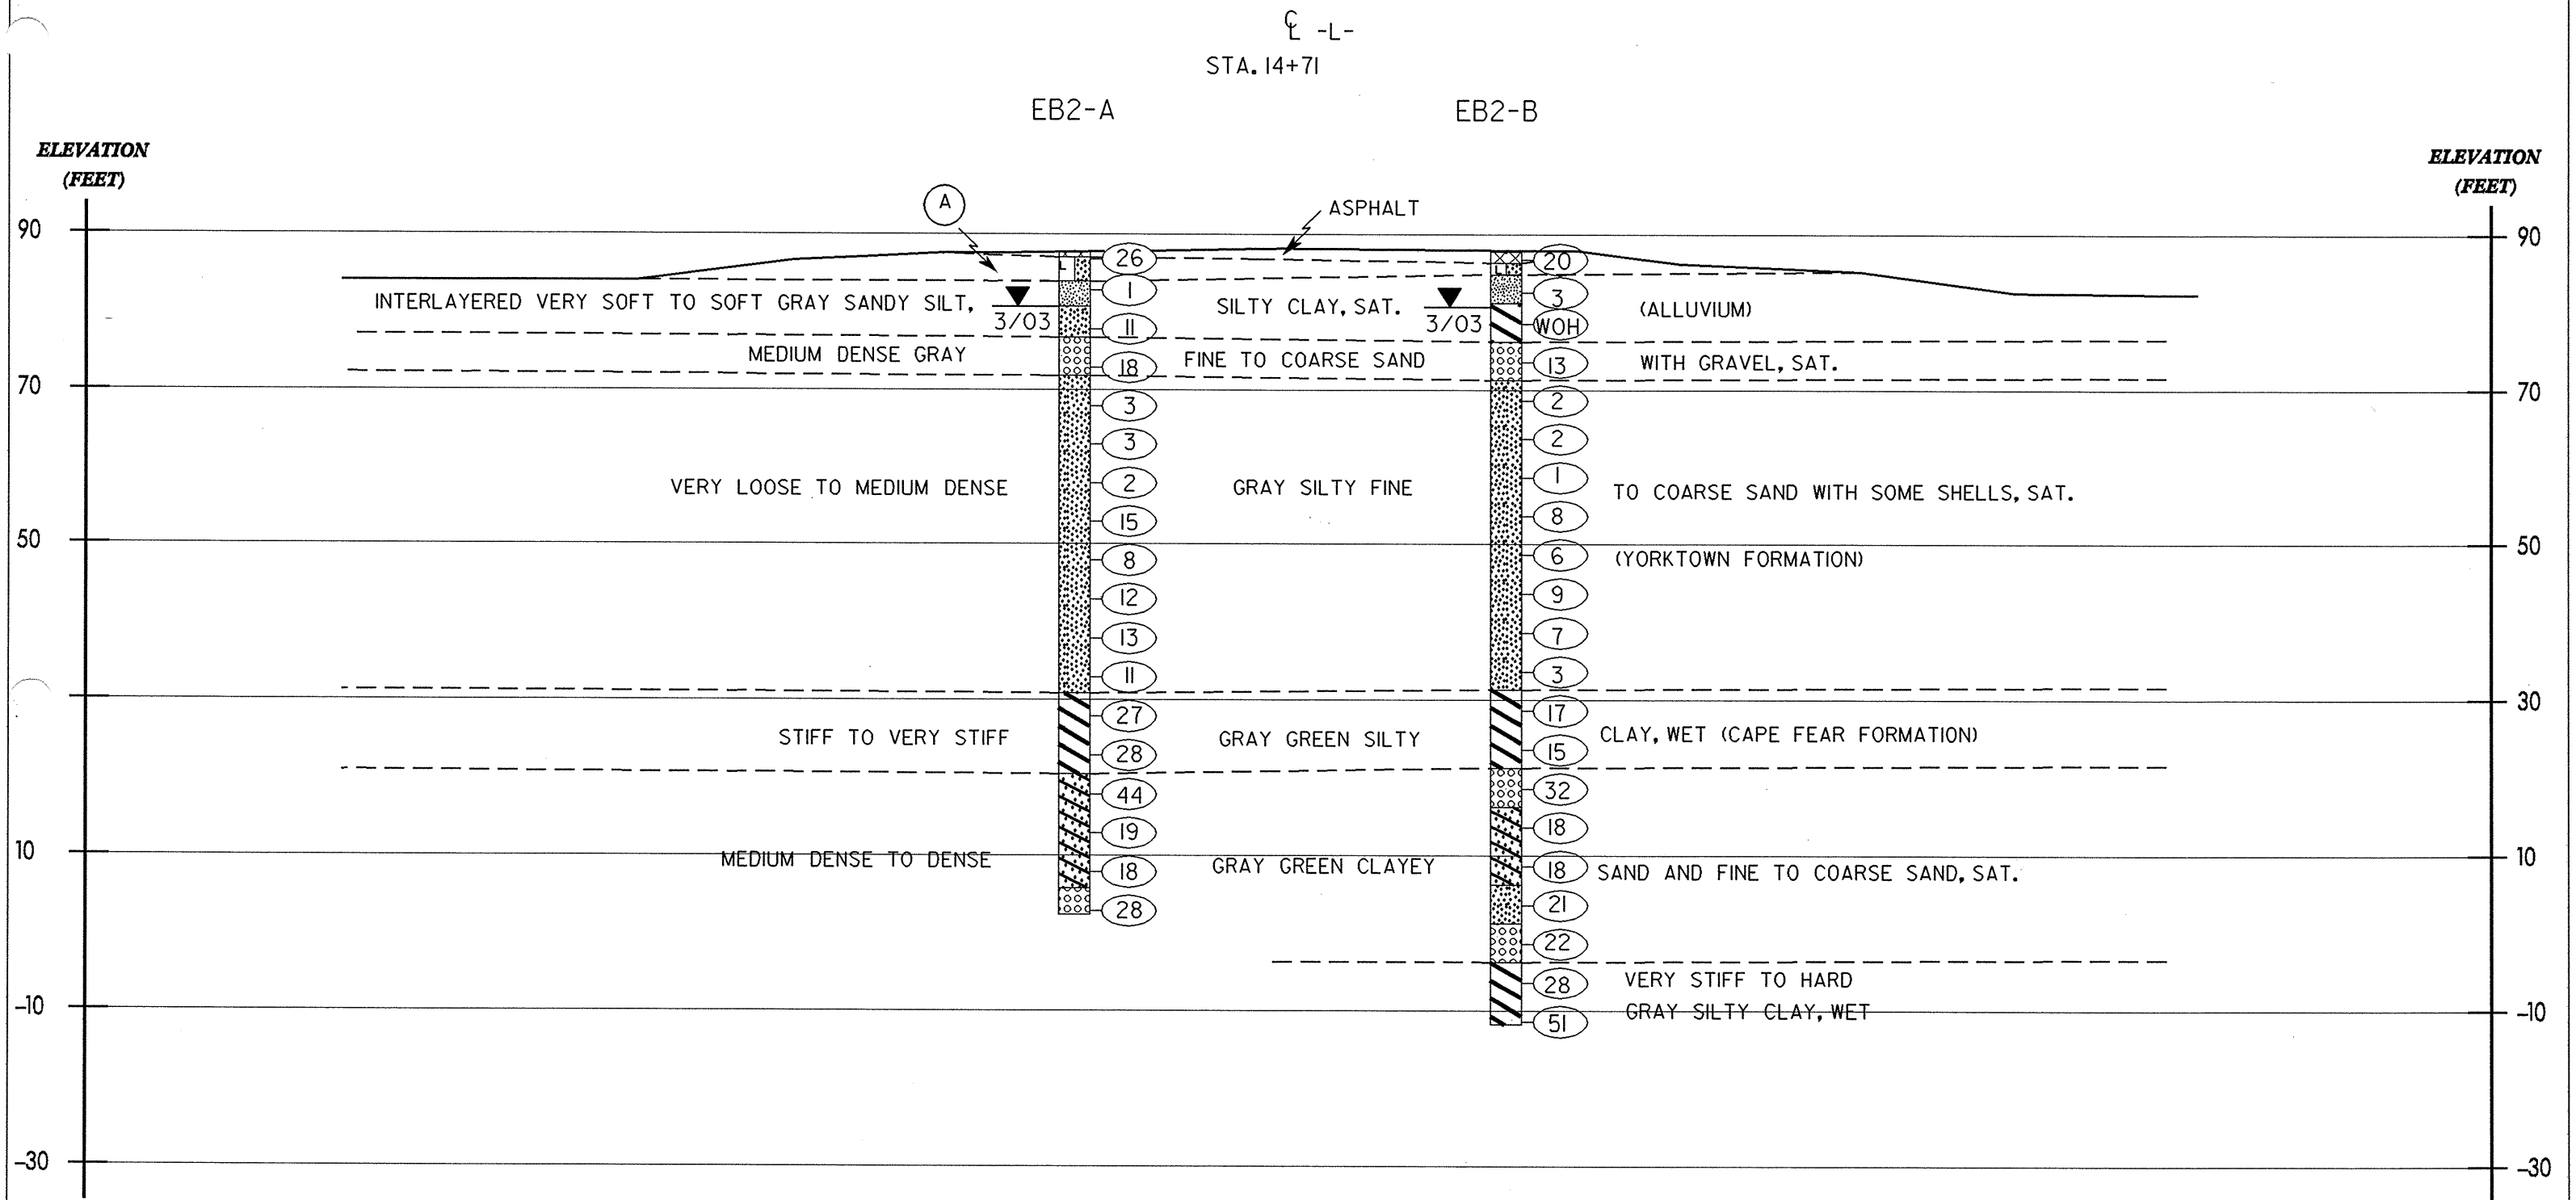 ℄ -L-
STA. 14+71
EB2-A EB2-B
ELEVATION (FEET)
ELEVATION (FEET)
A
ASPHALT
90 90
26 20
INTERLAYERED VERY SOFT TO SOFT GRAY SANDY SILT, SILTY CLAY, SAT. (ALLUVIUM)
1 3
3/03 3/03
11 WOH
MEDIUM DENSE GRAY FINE TO COARSE SAND WITH GRAVEL, SAT.
18 13
70 70
3 2
3 2
2 1
VERY LOOSE TO MEDIUM DENSE GRAY SILTY FINE TO COARSE SAND WITH SOME SHELLS, SAT.
15 8
50 50
8 6
(YORKTOWN FORMATION)
12 9
13 7
11 3
30
27 17
STIFF TO VERY STIFF GRAY GREEN SILTY CLAY, WET (CAPE FEAR FORMATION)
28 15
44 32
19 18
10 10
MEDIUM DENSE TO DENSE GRAY GREEN CLAYEY SAND AND FINE TO COARSE SAND, SAT.
18 18
28 21
22
28 VERY STIFF TO HARD
-10 GRAY SILTY CLAY, WET -10
51
-30 -30